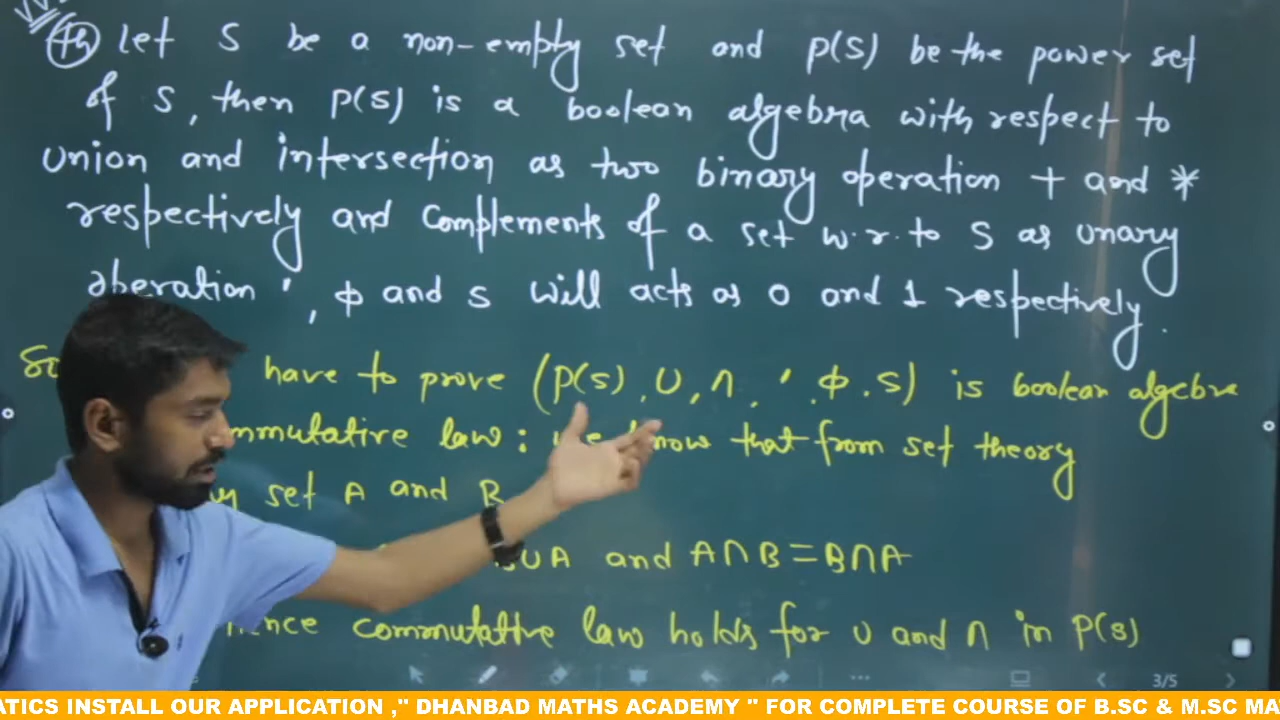 Th Let S be a non-empty set and P(S) be the power set
of S, then P(S) is a boolean algebra with respect to
Union and intersection as two binary operation + and *
respectively and Complements of a set w.r.to S as unary
operation ', ϕ and S will acts as 0 and 1 respectively.
have to prove (P(S), U, ∩, ', ϕ, S) is boolean algebra
mmutative law: we know that from set theory
set A and B
BUA and A∩B = B∩A
hence commutative law holds for U and ∩ in P(S)
3/5
ATICS INSTALL OUR APPLICATION ," DHANBAD MATHS ACADEMY " FOR COMPLETE COURSE OF B.SC & M.SC MA